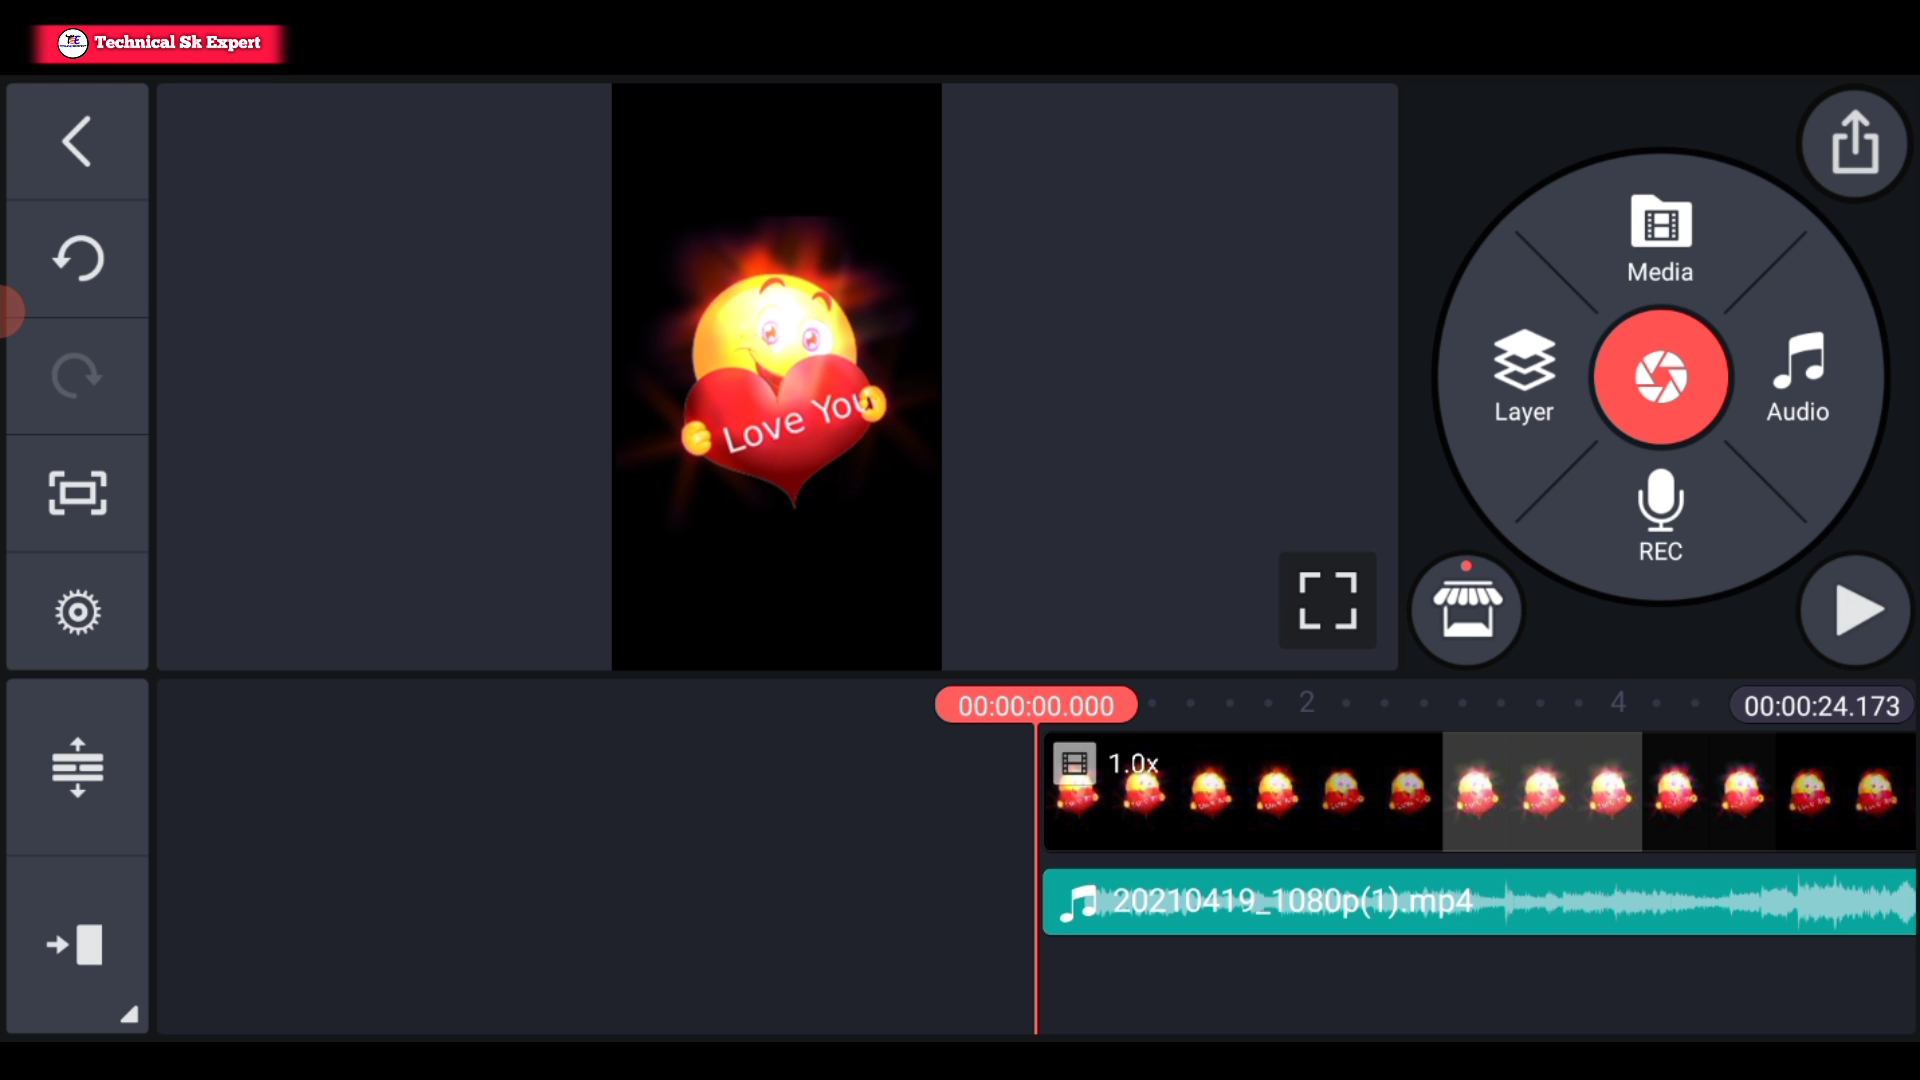 Technical Sk Expert
Love You
Media
Layer
Audio
REC
00:00:00.000
2
4
00:00:24.173
1.0x
20210419_1080p(1).mp4